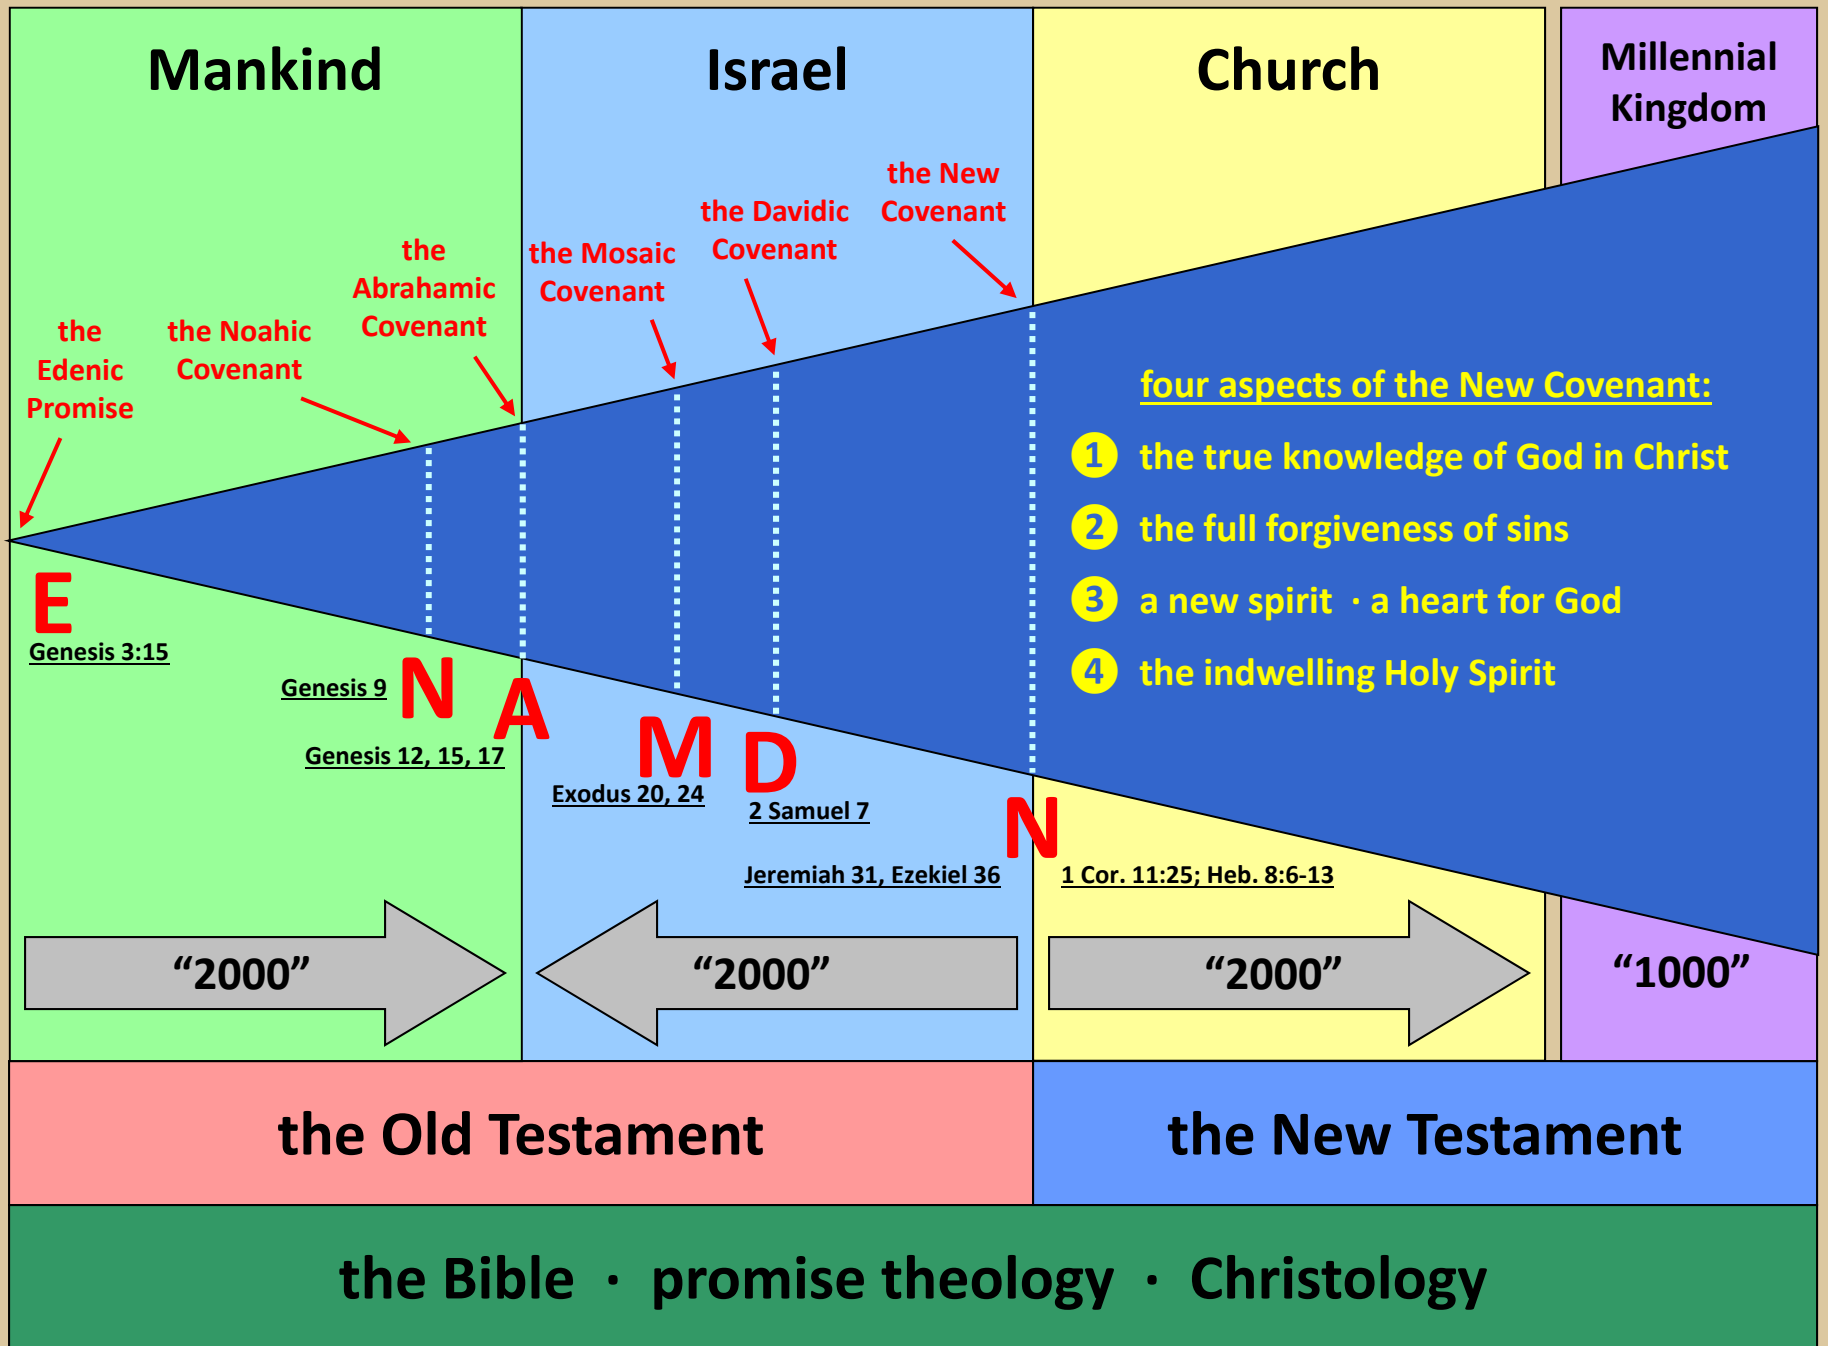 Mankind
Israel
Church
Millennial
Kingdom
the New
Covenant
the Davidic
Covenant
the Mosaic
Covenant
the
Abrahamic
Covenant
the Noahic
Covenant
the
Edenic
Promise
four aspects of the New Covenant:
1 the true knowledge of God in Christ
2 the full forgiveness of sins
3 a new spirit · a heart for God
4 the indwelling Holy Spirit
E
Genesis 3:15
Genesis 9
N
A
Genesis 12, 15, 17
M
Exodus 20, 24
D
2 Samuel 7
N
Jeremiah 31, Ezekiel 36
1 Cor. 11:25; Heb. 8:6-13
“2000”
“2000”
“2000”
“1000”
the Old Testament
the New Testament
the Bible · promise theology · Christology